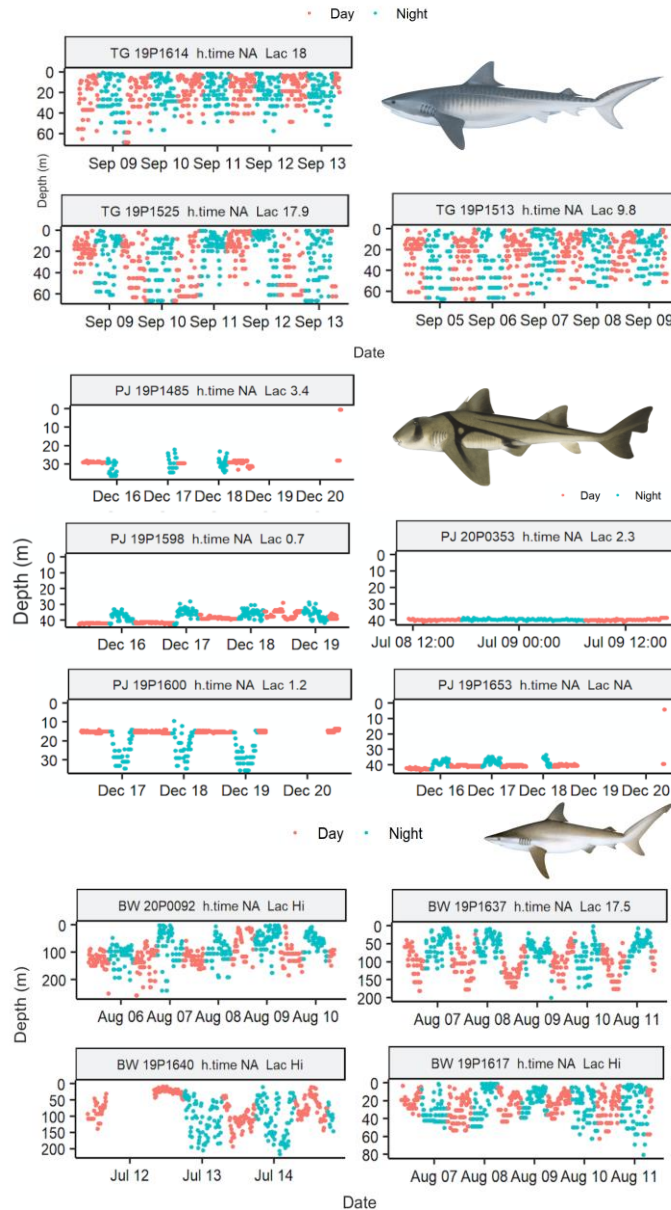 Day Night
TG 19P1614 h.time NA Lac 18
0
20
40
60
Sep 09 Sep 10 Sep 11 Sep 12 Sep 13
Depth (m)
TG 19P1525 h.time NA Lac 17.9
0
20
40
60
Sep 09 Sep 10 Sep 11 Sep 12 Sep 13
TG 19P1513 h.time NA Lac 9.8
0
20
40
60
Sep 05 Sep 06 Sep 07 Sep 08 Sep 09
Date
PJ 19P1485 h.time NA Lac 3.4
0
10
30
Dec 16 Dec 17 Dec 18 Dec 19 Dec 20
Day Night
Depth (m)
PJ 19P1598 h.time NA Lac 0.7
0
10
20
30
40
Dec 16 Dec 17 Dec 18 Dec 19
PJ 20P0353 h.time NA Lac 2.3
0
10
20
30
40
Jul 08 12:00 Jul 09 00:00 Jul 09 12:00
PJ 19P1600 h.time NA Lac 1.2
0
10
20
30
Dec 17 Dec 18 Dec 19 Dec 20
PJ 19P1653 h.time NA Lac NA
0
10
20
30
40
Dec 16 Dec 17 Dec 18 Dec 19 Dec 20
Day Night
BW 20P0092 h.time NA Lac Hi
0
100
200
Aug 06 Aug 07 Aug 08 Aug 09 Aug 10
BW 19P1637 h.time NA Lac 17.5
0
50
100
150
200
Aug 07 Aug 08 Aug 09 Aug 10 Aug 11
Depth (m)
BW 19P1640 h.time NA Lac Hi
0
50
100
150
200
Jul 12 Jul 13 Jul 14
BW 19P1617 h.time NA Lac Hi
0
20
40
60
80
Aug 07 Aug 08 Aug 09 Aug 10 Aug 11
Date